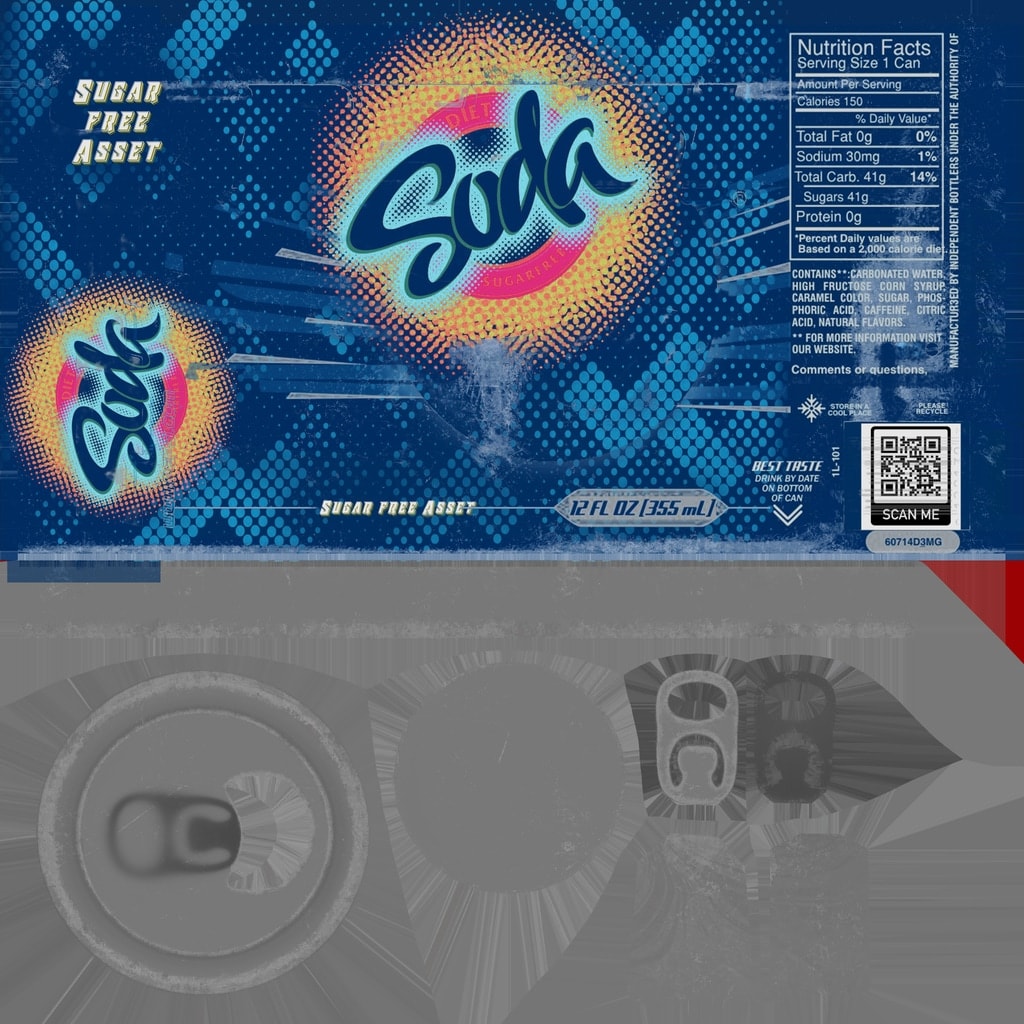 SUGAR
FREE
ASSET
DIET
Suda
SUGARFREE
®
DIET
Suda
SUGARFREE
SUGAR FREE ASSET
12 FL OZ (355 mL)
BEST TASTE
DRINK BY DATE
ON BOTTOM
OF CAN
Nutrition Facts
Serving Size 1 Can
Amount Per Serving
Calories 150
% Daily Value*
Total Fat 0g 0%
Sodium 30mg 1%
Total Carb. 41g 14%
Sugars 41g
Protein 0g
*Percent Daily values are
Based on a 2,000 calorie diet.
CONTAINS**:CARBONATED WATER,
HIGH FRUCTOSE CORN SYRUP,
CARAMEL COLOR, SUGAR, PHOS-
PHORIC ACID, CAFFEINE, CITRIC
ACID, NATURAL FLAVORS.
** FOR MORE INFORMATION VISIT
OUR WEBSITE,
Comments or questions,
MANUFACTUR3ED BY INDEPENDENT BOTTLERS UNDER THE AUTHORITY OF
STORE IN A
COOL PLACE
PLEASE
RECYCLE
1L-101
SCAN ME
60714D3MG